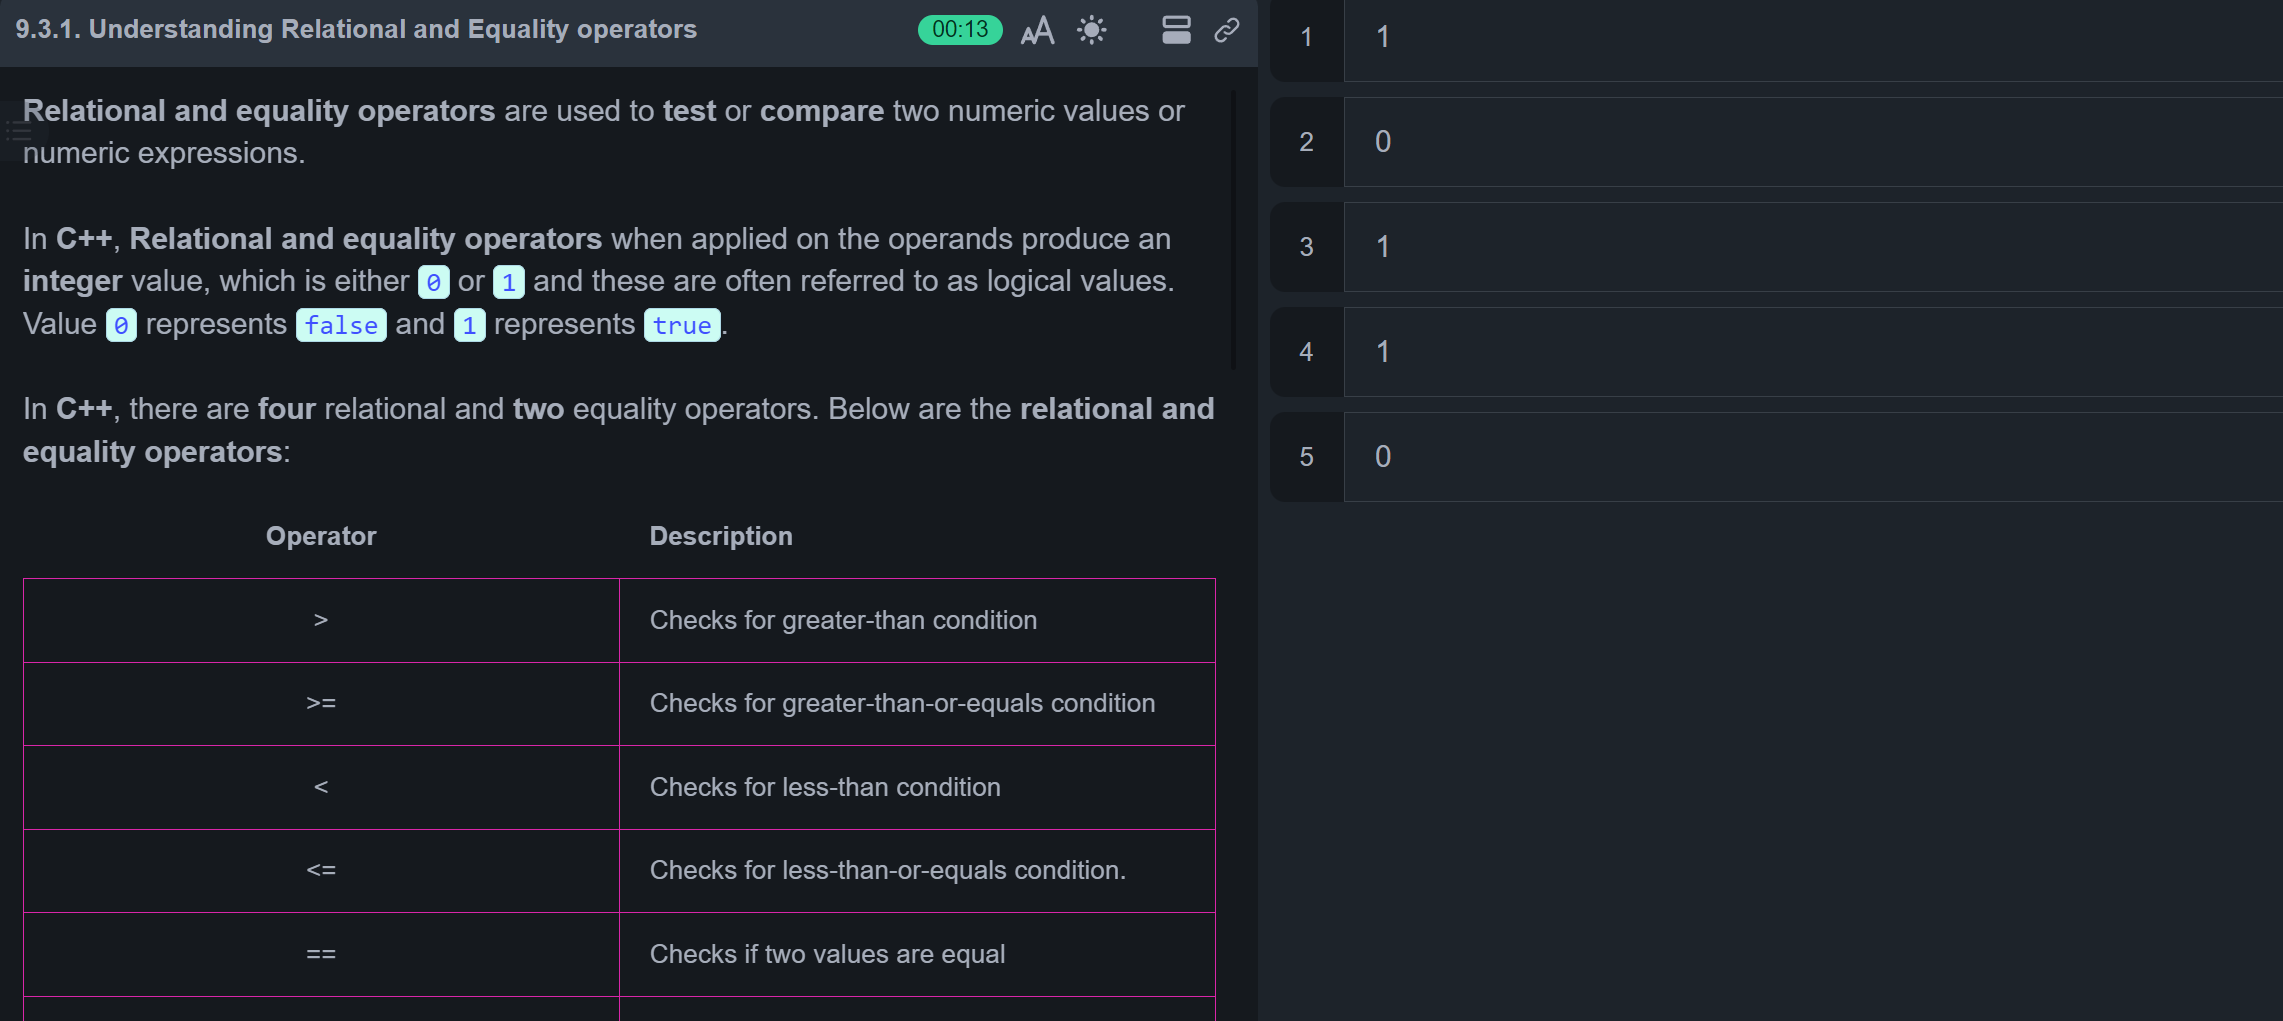 9.3.1. Understanding Relational and Equality operators
00:13
AA
Relational and equality operators are used to test or compare two numeric values or
numeric expressions.
In C++, Relational and equality operators when applied on the operands produce an
integer value, which is either 0 or 1 and these are often referred to as logical values.
Value 0 represents false and 1 represents true.
In C++, there are four relational and two equality operators. Below are the relational and
equality operators:
Operator Description
> Checks for greater-than condition
>= Checks for greater-than-or-equals condition
< Checks for less-than condition
<= Checks for less-than-or-equals condition.
== Checks if two values are equal
1 1
2 0
3 1
4 1
5 0